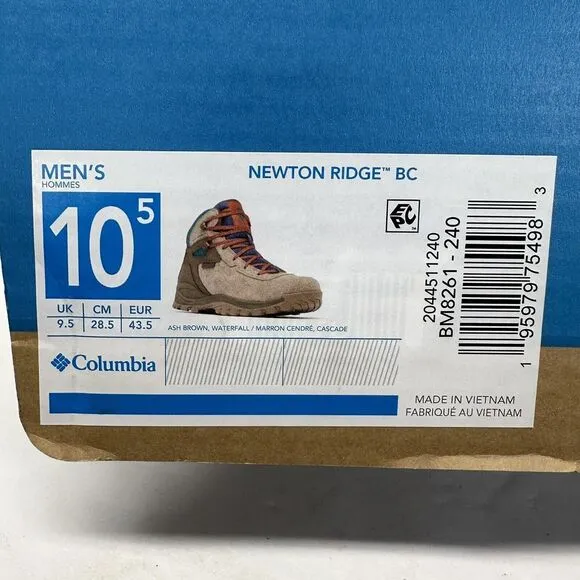 MEN'S
HOMMES
10⁵
UK CM EUR
9.5 28.5 43.5
Columbia
NEWTON RIDGE™ BC
EPC
ASH BROWN, WATERFALL / MARRON CENDRÉ, CASCADE
2044511240
BM8261 - 240
1 95979 75498 3
MADE IN VIETNAM
FABRIQUÉ AU VIETNAM